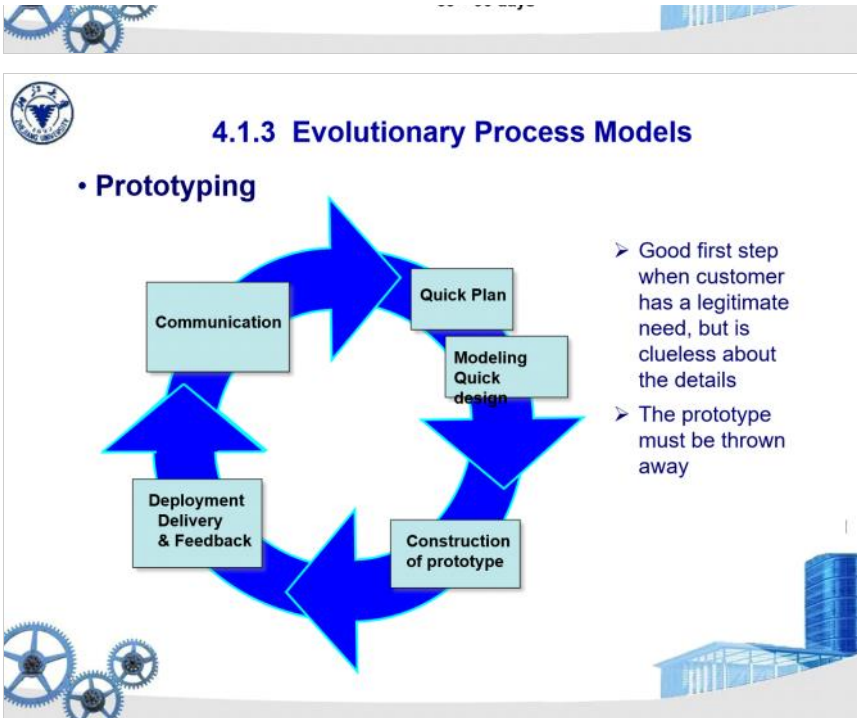 4.1.3 Evolutionary Process Models
• Prototyping
Communication
Quick Plan
Modeling
Quick
design
Construction
of prototype
Deployment
Delivery
& Feedback
➢ Good first step
when customer
has a legitimate
need, but is
clueless about
the details
➢ The prototype
must be thrown
away